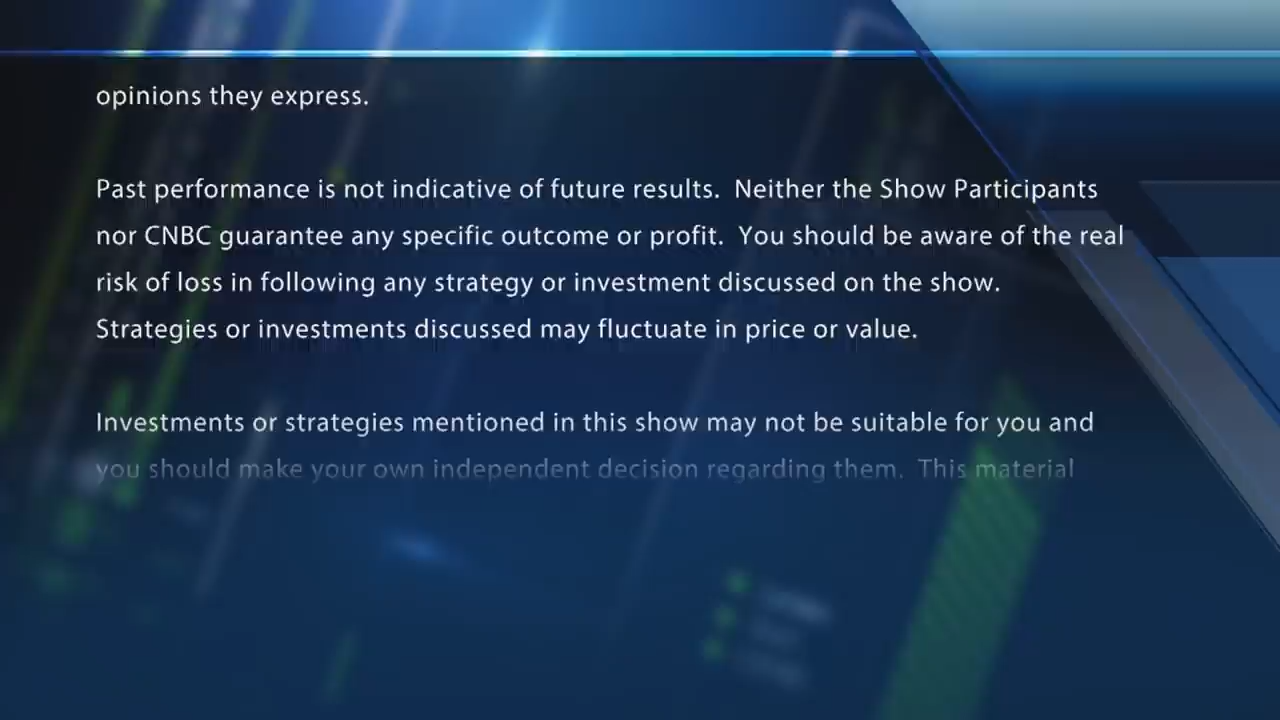 opinions they express.
Past performance is not indicative of future results.  Neither the Show Participants
nor CNBC guarantee any specific outcome or profit.  You should be aware of the real
risk of loss in following any strategy or investment discussed on the show.
Strategies or investments discussed may fluctuate in price or value.
Investments or strategies mentioned in this show may not be suitable for you and
you should make your own independent decision regarding them.  This material